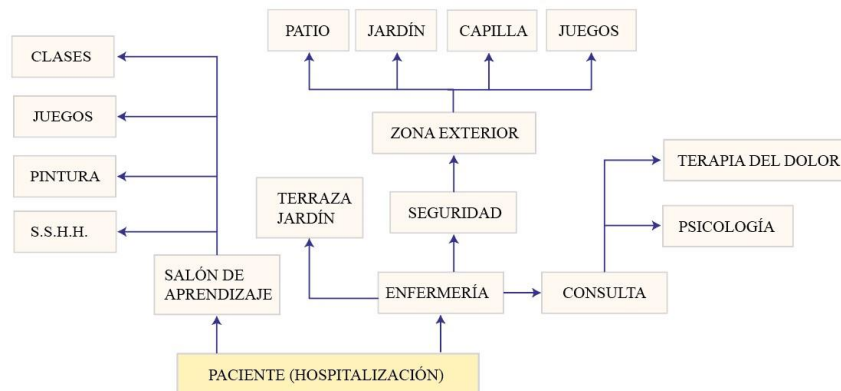 PATIO
JARDÍN
CAPILLA
JUEGOS
CLASES
JUEGOS
PINTURA
S.S.H.H.
SALÓN DE
APRENDIZAJE
ZONA EXTERIOR
TERRAZA
JARDÍN
SEGURIDAD
ENFERMERÍA
CONSULTA
TERAPIA DEL DOLOR
PSICOLOGÍA
PACIENTE (HOSPITALIZACIÓN)